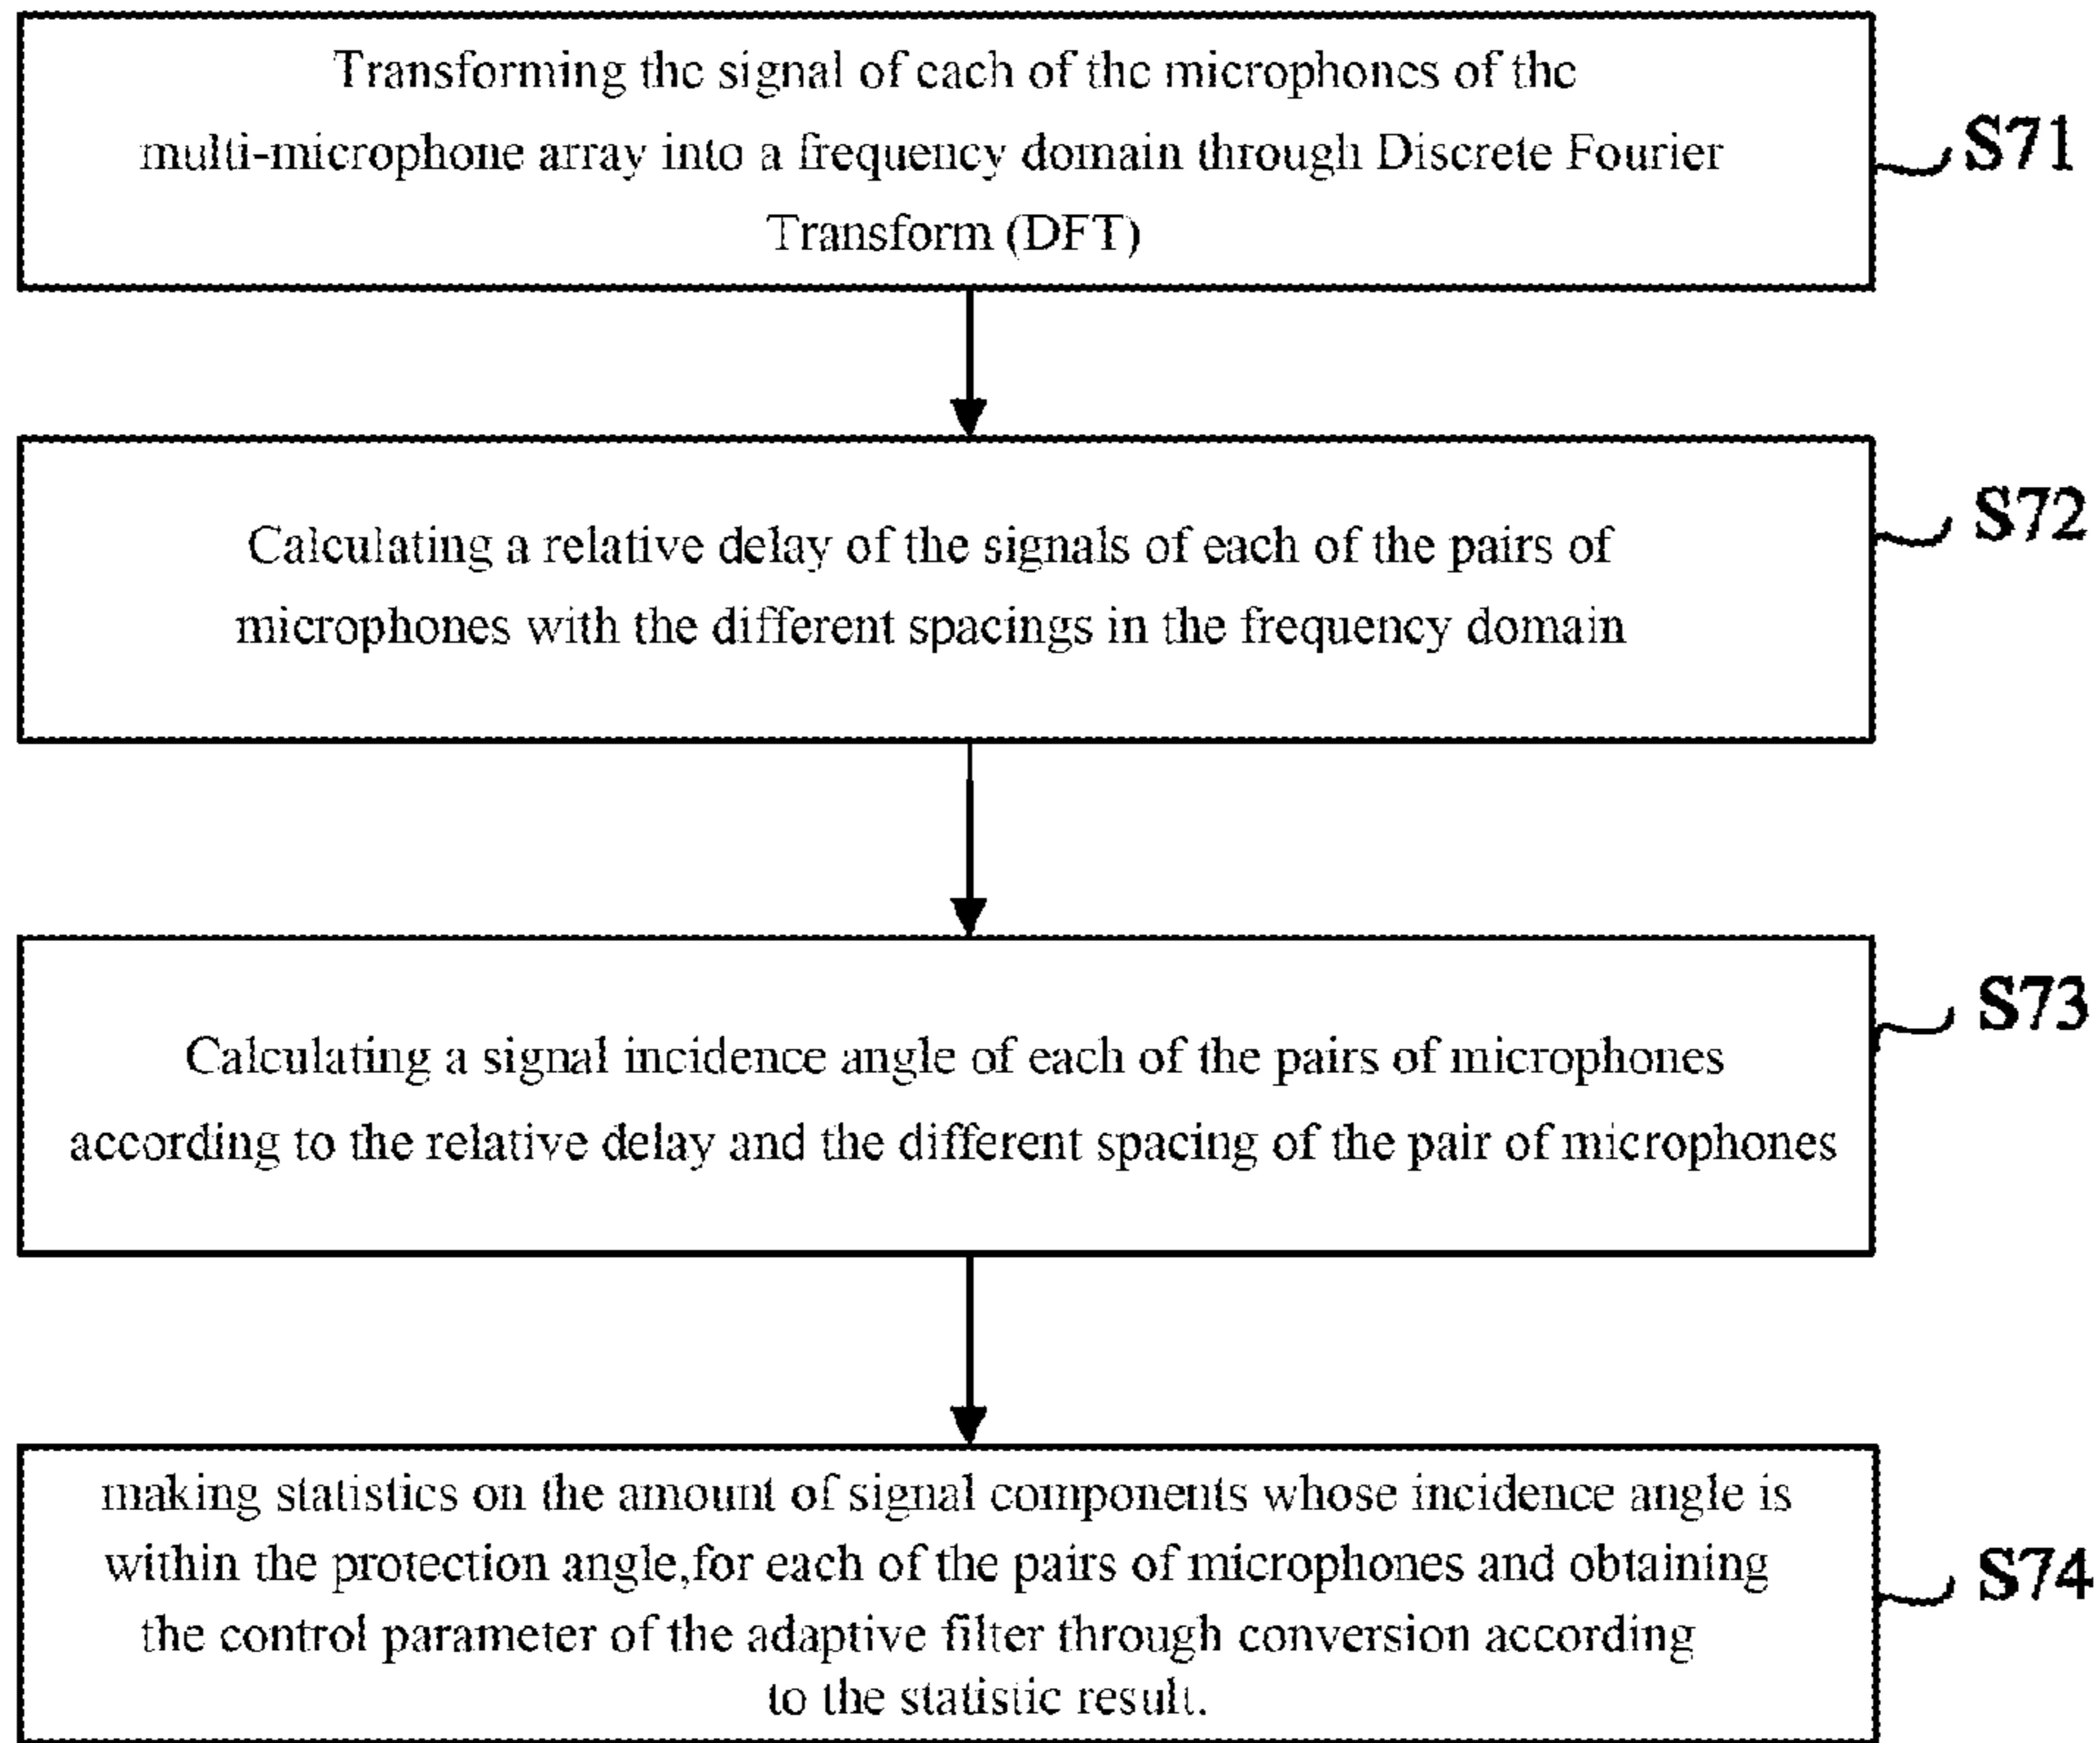 Transforming the signal of each of the microphones of the
multi-microphone array into a frequency domain through Discrete Fourier
Transform (DFT)
S71
Calculating a relative delay of the signals of each of the pairs of
microphones with the different spacings in the frequency domain
S72
Calculating a signal incidence angle of each of the pairs of microphones
according to the relative delay and the different spacing of the pair of microphones
S73
making statistics on the amount of signal components whose incidence angle is
within the protection angle,for each of the pairs of microphones and obtaining
the control parameter of the adaptive filter through conversion according
to the statistic result.
S74